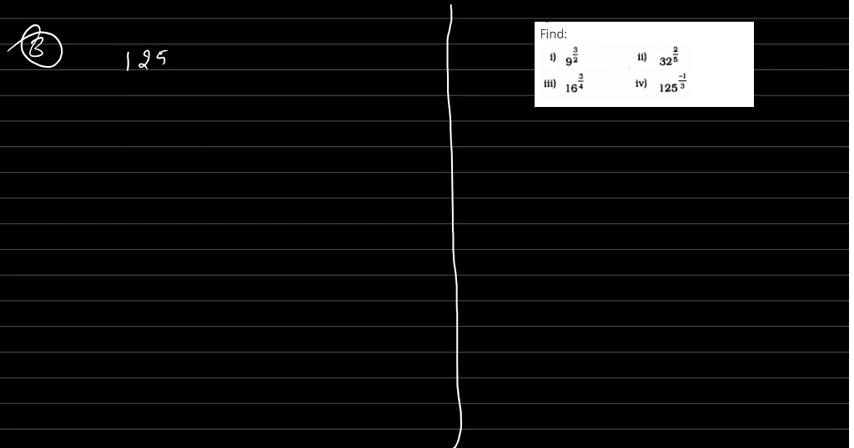 B 125
Find:
i) 9^{3/2} ii) 32^{2/5}
iii) 16^{3/4} iv) 125^{-1/3}